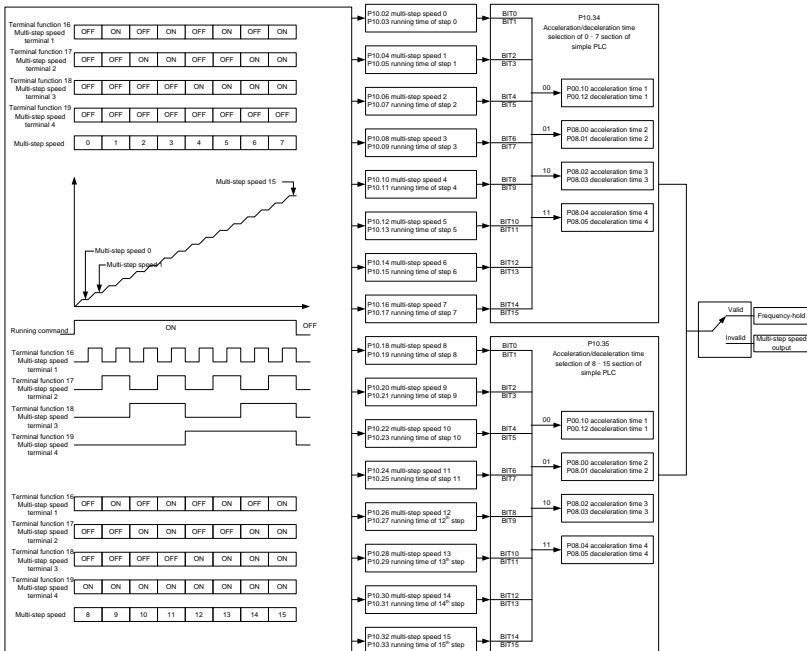 Terminal function 16
Multi-step speed
terminal 1
OFF ON OFF ON OFF ON OFF ON
Terminal function 17
Multi-step speed
terminal 2
OFF OFF ON ON OFF OFF ON ON
Terminal function 18
Multi-step speed
terminal 3
OFF OFF OFF OFF ON ON ON ON
Terminal function 19
Multi-step speed
terminal 4
OFF OFF OFF OFF OFF OFF OFF OFF
Multi-step speed 0 1 2 3 4 5 6 7
Multi-step speed 15
Multi-step speed 0
Multi-step speed 1
Running command
ON
OFF
Terminal function 16
Multi-step speed
terminal 1
Terminal function 17
Multi-step speed
terminal 2
Terminal function 18
Multi-step speed
terminal 3
Terminal function 19
Multi-step speed
terminal 4
Terminal function 16
Multi-step speed
terminal 1
OFF ON OFF ON OFF ON OFF ON
Terminal function 17
Multi-step speed
terminal 2
OFF OFF ON ON OFF OFF ON ON
Terminal function 18
Multi-step speed
terminal 3
OFF OFF OFF OFF ON ON ON ON
Terminal function 19
Multi-step speed
terminal 4
ON ON ON ON ON ON ON ON
Multi-step speed 8 9 10 11 12 13 14 15
P10.02 multi-step speed 0
P10.03 running time of step 0
BIT0
BIT1
P10.04 multi-step speed 1
P10.05 running time of step 1
BIT2
BIT3
P10.06 multi-step speed 2
P10.07 running time of step 2
BIT4
BIT5
P10.08 multi-step speed 3
P10.09 running time of step 3
BIT6
BIT7
P10.10 multi-step speed 4
P10.11 running time of step 4
BIT8
BIT9
P10.12 multi-step speed 5
P10.13 running time of step 5
BIT10
BIT11
P10.14 multi-step speed 6
P10.15 running time of step 6
BIT12
BIT13
P10.16 multi-step speed 7
P10.17 running time of step 7
BIT14
BIT15
P10.34
Acceleration/deceleration time
selection of 0 - 7 section of
simple PLC
00
P00.10 acceleration time 1
P00.12 deceleration time 1
01
P08.00 acceleration time 2
P08.01 deceleration time 2
10
P08.02 acceleration time 3
P08.03 deceleration time 3
11
P08.04 acceleration time 4
P08.05 deceleration time 4
P10.18 multi-step speed 8
P10.19 running time of step 8
BIT0
BIT1
P10.20 multi-step speed 9
P10.21 running time of step 9
BIT2
BIT3
P10.22 multi-step speed 10
P10.23 running time of step 10
BIT4
BIT5
P10.24 multi-step speed 11
P10.25 running time of step 11
BIT6
BIT7
P10.26 multi-step speed 12
P10.27 running time of 12th step
BIT8
BIT9
P10.28 multi-step speed 13
P10.29 running time of 13th step
BIT10
BIT11
P10.30 multi-step speed 14
P10.31 running time of 14th step
BIT12
BIT13
P10.32 multi-step speed 15
P10.33 running time of 15th step
BIT14
BIT15
P10.35
Acceleration/deceleration time
selection of 8 - 15 section of
simple PLC
00
P00.10 acceleration time 1
P00.12 deceleration time 1
01
P08.00 acceleration time 2
P08.01 deceleration time 2
10
P08.02 acceleration time 3
P08.03 deceleration time 3
11
P08.04 acceleration time 4
P08.05 deceleration time 4
Valid
Frequency-hold
Invalid
Multi-step speed
output